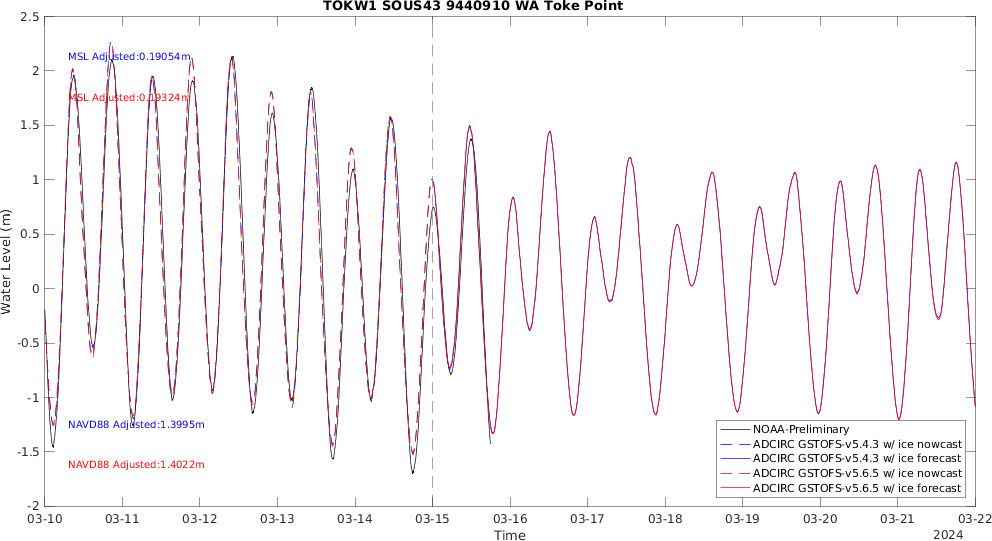 TOKW1 SOUS43 9440910 WA Toke Point
2.5
2
1.5
1
0.5
0
-0.5
-1
-1.5
-2
Water Level (m)
MSL Adjusted:0.19054m
MSL Adjusted:0.19324m
NAVD88 Adjusted:1.3995m
NAVD88 Adjusted:1.4022m
NOAA-Preliminary
ADCIRC GSTOFS-v5.4.3 w/ ice nowcast
ADCIRC GSTOFS-v5.4.3 w/ ice forecast
ADCIRC GSTOFS-v5.6.5 w/ ice nowcast
ADCIRC GSTOFS-v5.6.5 w/ ice forecast
03-10 03-11 03-12 03-13 03-14 03-15 03-16 03-17 03-18 03-19 03-20 03-21 03-22
Time
2024